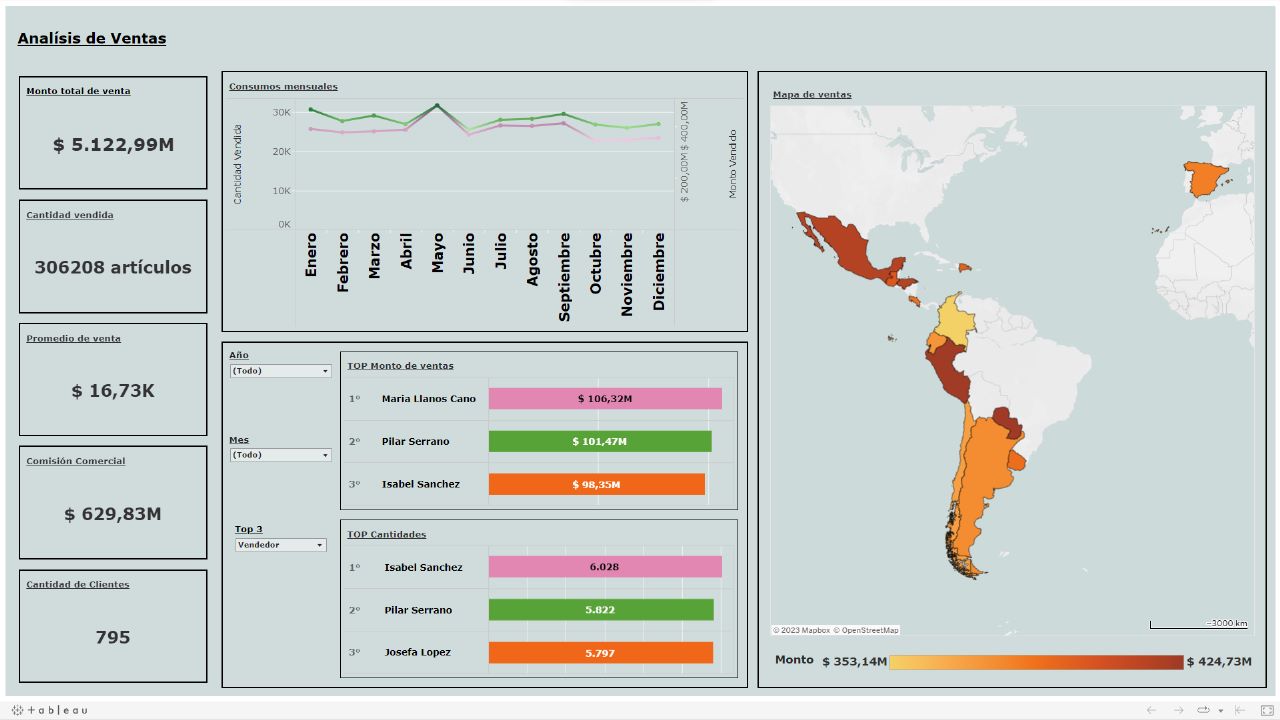 Analísis de Ventas
Monto total de venta
$ 5.122,99M
Cantidad vendida
306208 artículos
Promedio de venta
$ 16,73K
Comisión Comercial
$ 629,83M
Cantidad de Clientes
795
Consumos mensuales
Cantidad Vendida
30K
20K
10K
0K
$ 400,00M
$ 200,00M
Monto Vendido
Enero
Febrero
Marzo
Abril
Mayo
Junio
Julio
Agosto
Septiembre
Octubre
Noviembre
Diciembre
Año
(Todo)
Mes
(Todo)
Top 3
Vendedor
TOP Monto de ventas
1° Maria Llanos Cano $ 106,32M
2° Pilar Serrano $ 101,47M
3° Isabel Sanchez $ 98,35M
TOP Cantidades
1° Isabel Sanchez 6.028
2° Pilar Serrano 5.822
3° Josefa Lopez 5.797
Mapa de ventas
© 2023 Mapbox © OpenStreetMap
~3000 km
Monto $ 353,14M $ 424,73M
+ a b l e a u